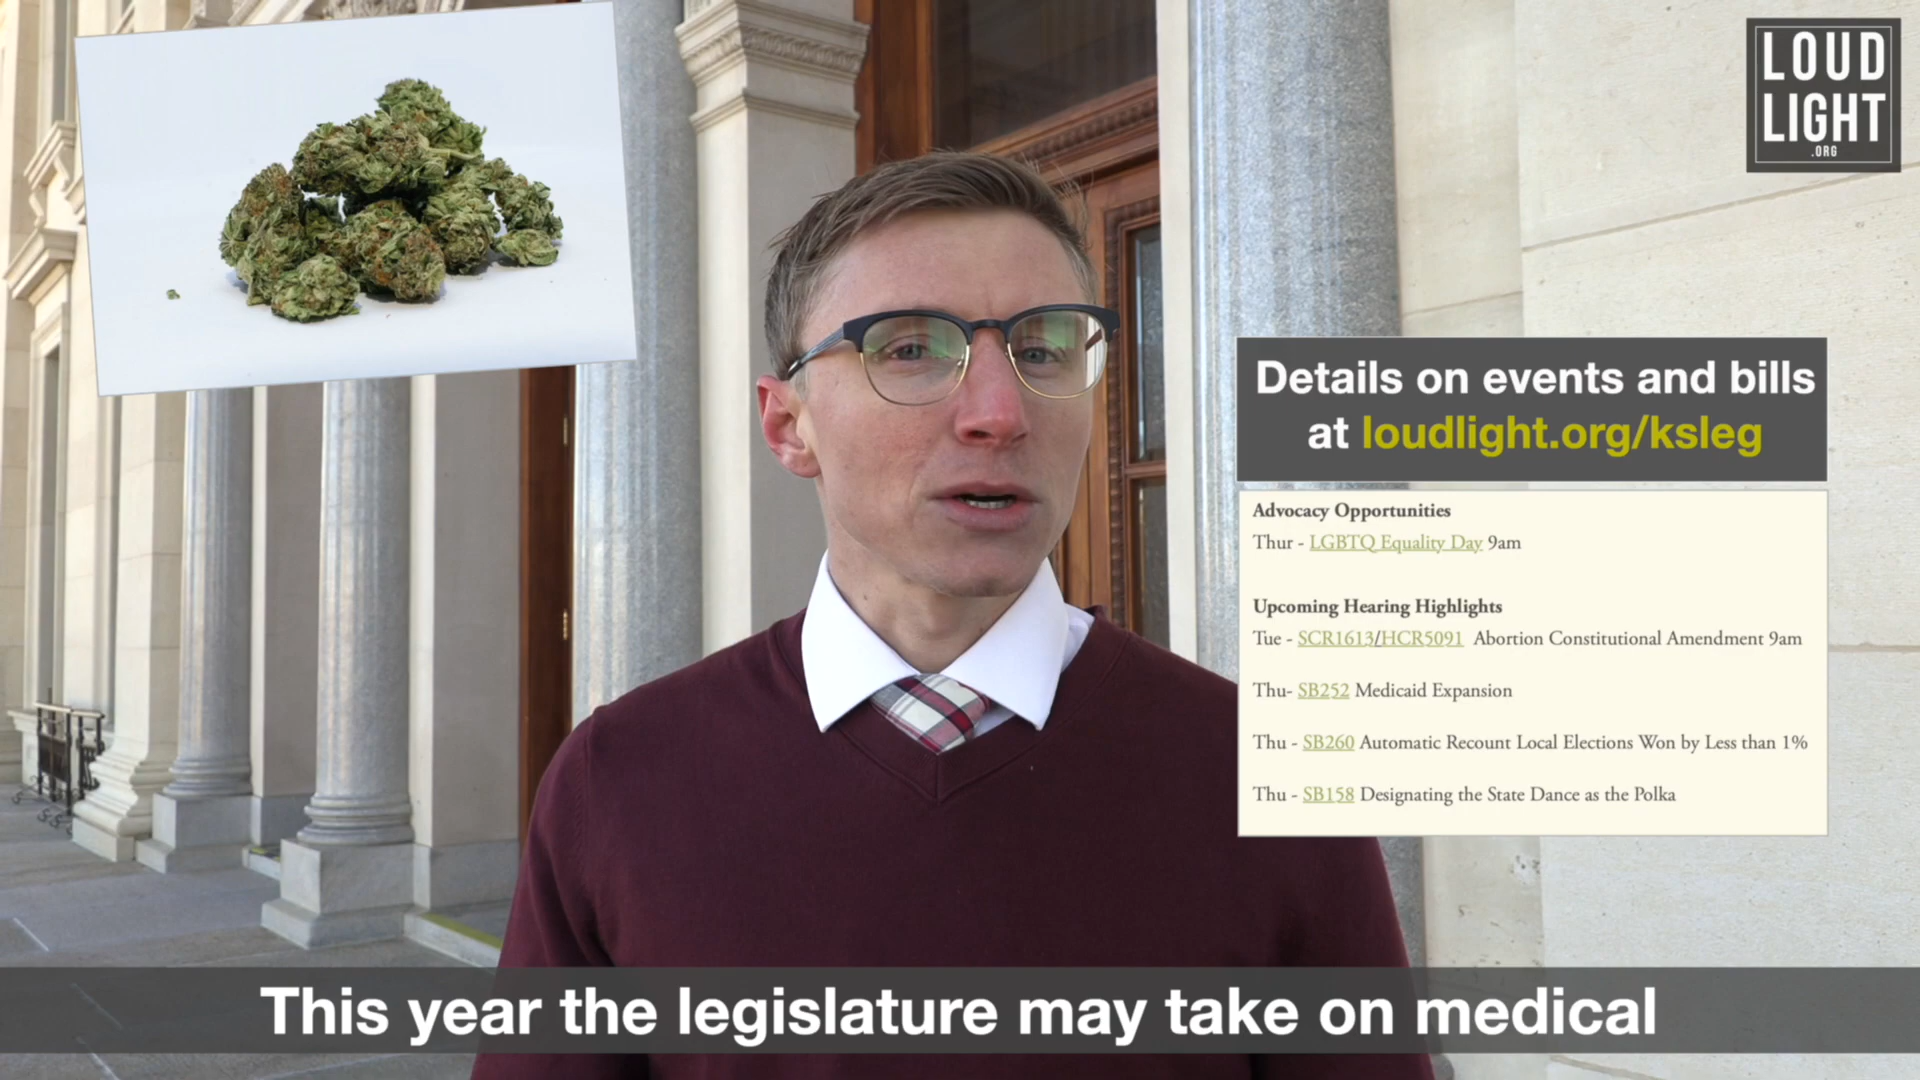 LOUD
LIGHT
.ORG
Details on events and bills
at loudlight.org/ksleg
Advocacy Opportunities
Thur - LGBTQ Equality Day 9am
Upcoming Hearing Highlights
Tue - SCR1613/HCR5091 Abortion Constitutional Amendment 9am
Thu- SB252 Medicaid Expansion
Thu - SB260 Automatic Recount Local Elections Won by Less than 1%
Thu - SB158 Designating the State Dance as the Polka
This year the legislature may take on medical